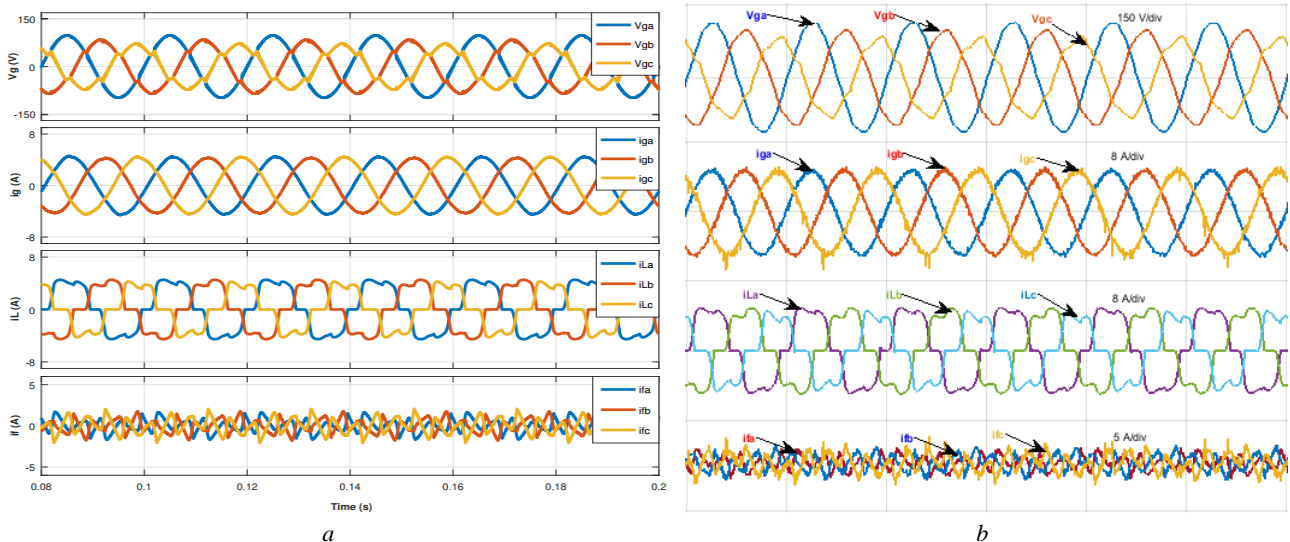 150
0
-150
Vg (V)
Vga
Vgb
Vgc
8
0
-8
ig (A)
iga
igb
igc
8
0
-8
iL (A)
iLa
iLb
iLc
5
0
-5
if (A)
ifa
ifb
ifc
0.08 0.1 0.12 0.14 0.16 0.18 0.2
Time (s)
a
Vga Vgb Vgc 150 V/div
iga igb igc 8 A/div
iLa iLb iLc 8 A/div
ifa ifb ifc 5 A/div
b